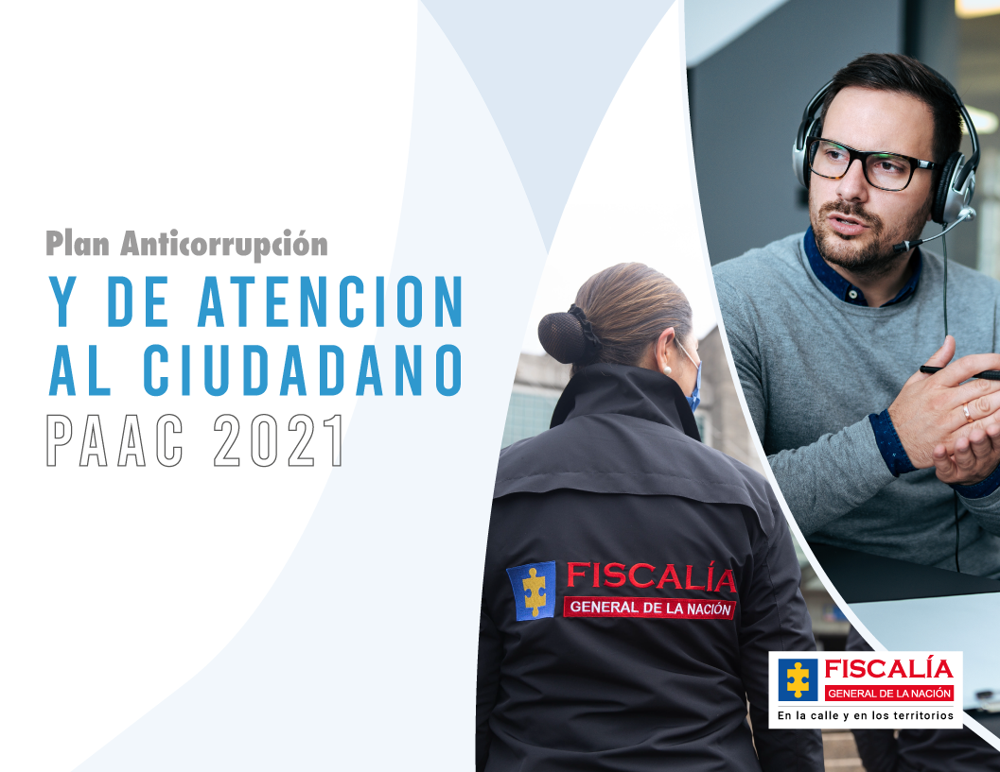 Plan Anticorrupción
Y DE ATENCION
AL CIUDADANO
PAAC 2021
FISCALÍA
GENERAL DE LA NACIÓN
FISCALÍA
GENERAL DE LA NACIÓN
En la calle y en los territorios